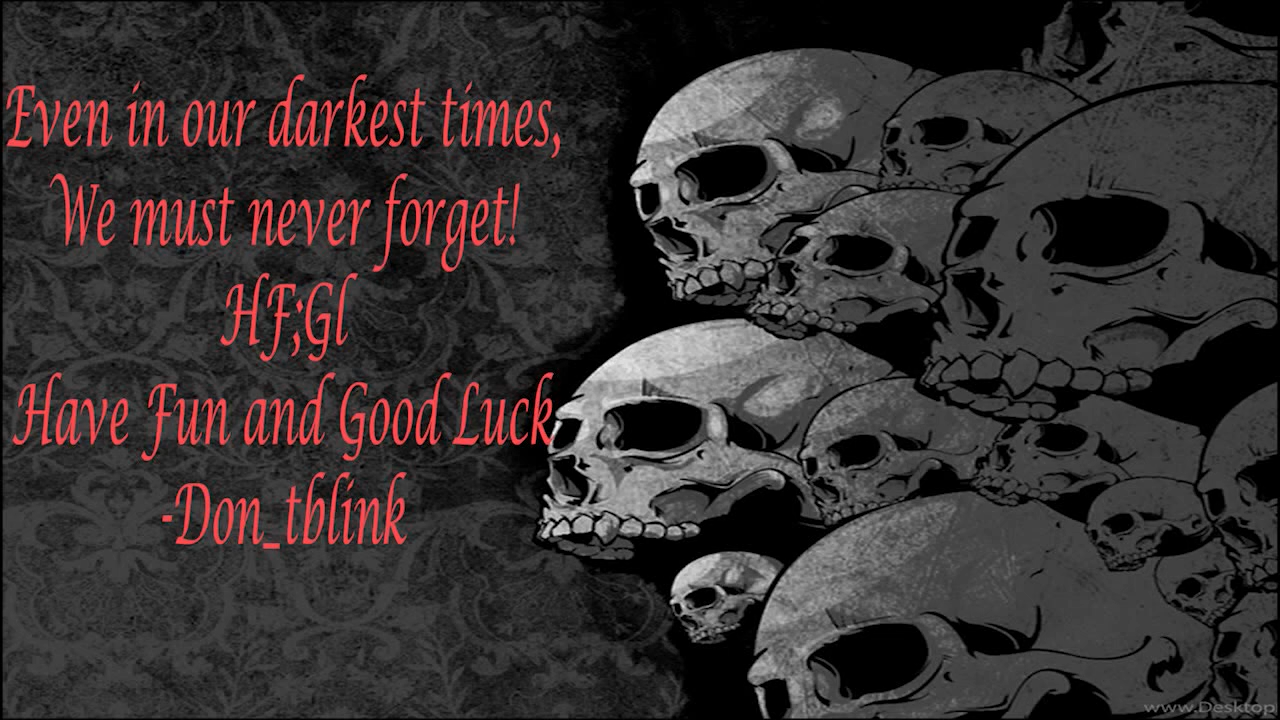 Even in our darkest times,
We must never forget!
HF;Gl
Have Fun and Good Luck
-Don_tblink
www.Desktop